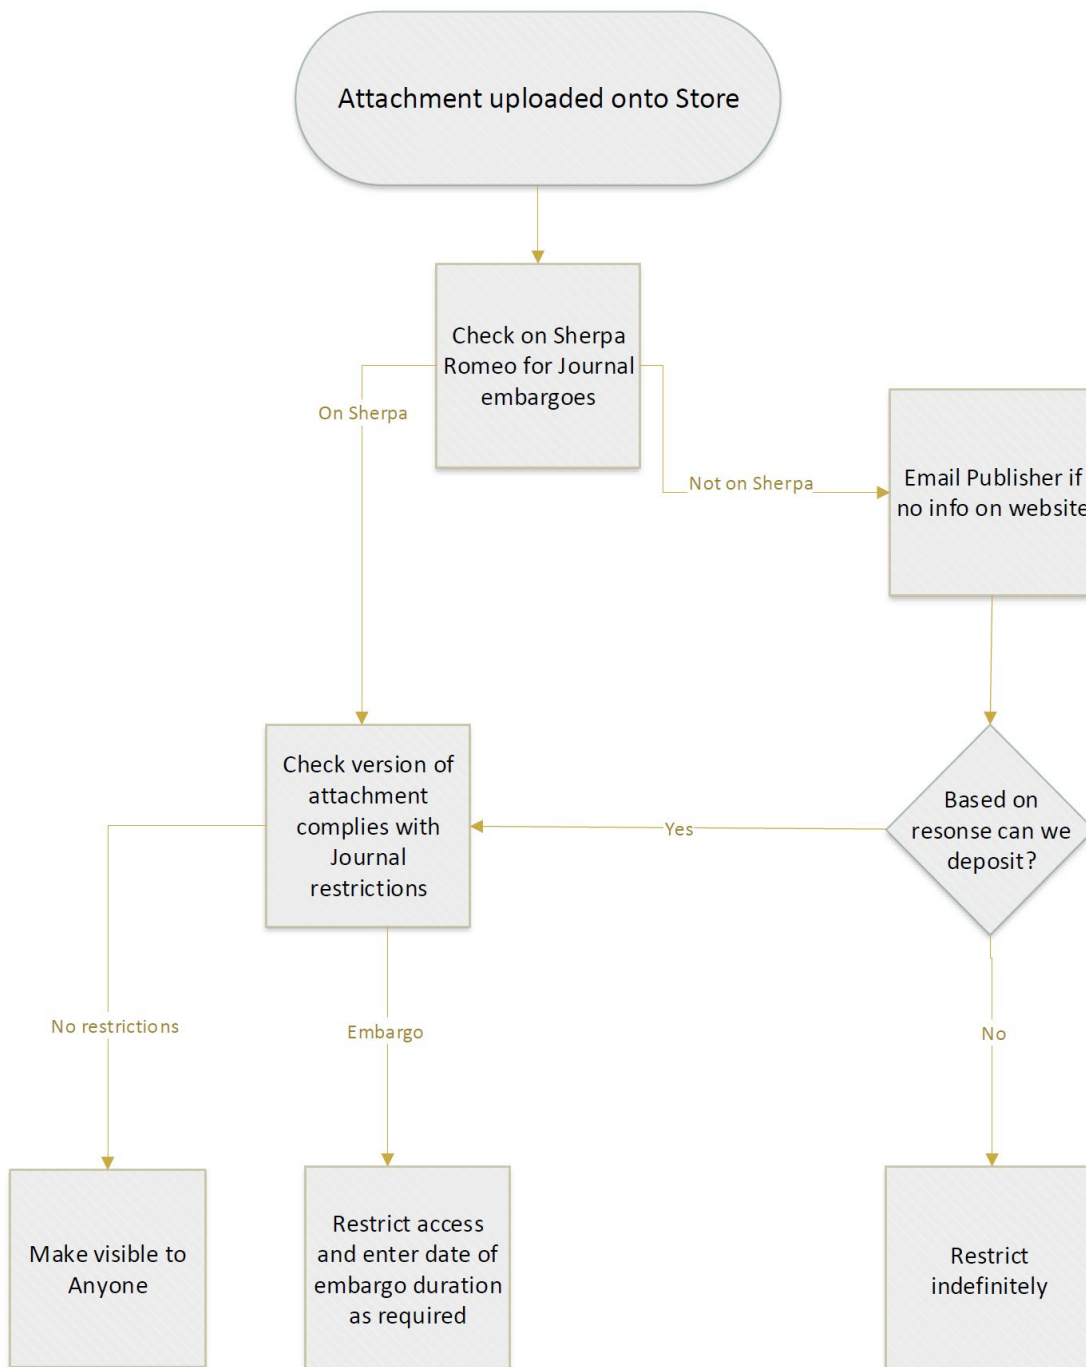 Attachment uploaded onto Store
Check on Sherpa
Romeo for Journal
embargoes
On Sherpa
Not on Sherpa
Email Publisher if
no info on website
Check version of
attachment
complies with
Journal
restrictions
Yes
Based on
resonse can we
deposit?
No restrictions
Embargo
No
Make visible to
Anyone
Restrict access
and enter date of
embargo duration
as required
Restrict
indefinitely